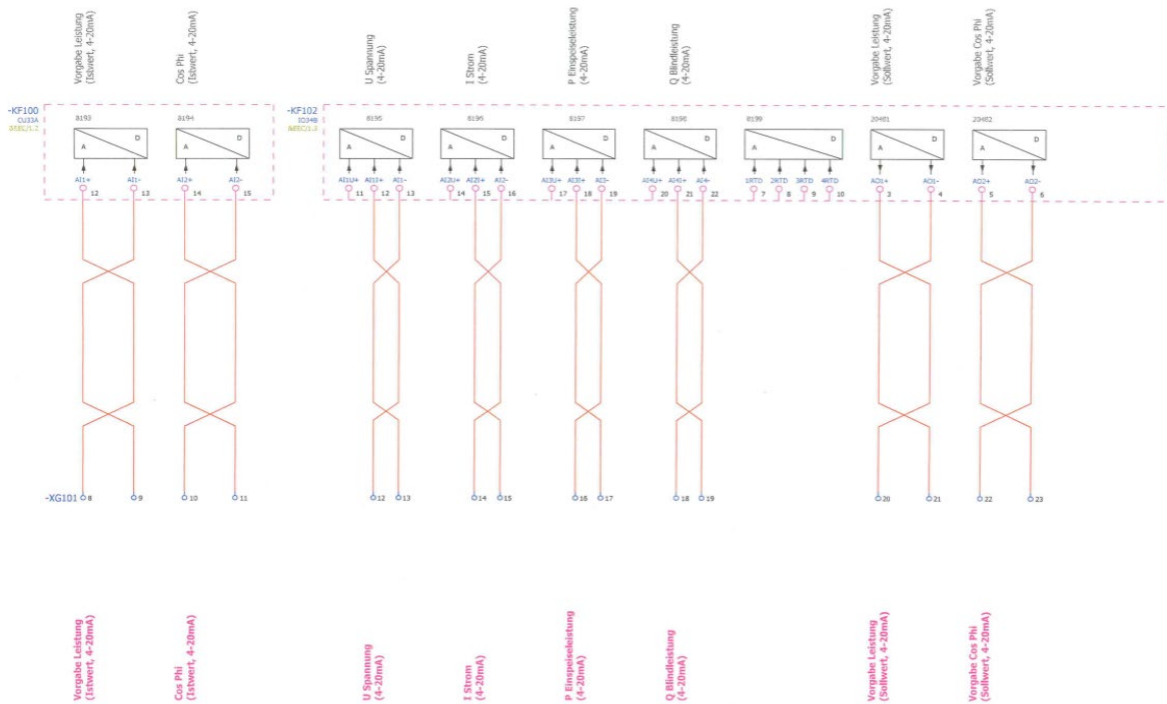 Vorgabe Leistung
(Istwert, 4-20mA)
Cos Phi
(Istwert, 4-20mA)
U Spannung
(4-20mA)
I Strom
(4-20mA)
P Einspeiseleistung
(4-20mA)
Q Blindleistung
(4-20mA)
Vorgabe Leistung
(Sollwert, 4-20mA)
Vorgabe Cos Phi
(Sollwert, 4-20mA)
-KF100
-KF102
8193 8194 8195 8196 8197 8198 8199 20481 20482
A D A D A D A D A D A D A D A D A D
AI1+ AI1- AI2+ AI2- AI1U+ AI1I+ AI1- AI2U+ AI2I+ AI2- AI3U+ AI3I+ AI3- AI4U+ AI4I+ AI4- 1RTD 2RTD 3RTD 4RTD AO1+ AO1- AO2+ AO2-
12 13 14 15 11 12 13 14 15 16 17 18 19 20 21 22 7 8 9 10 3 4 5 6
-XG101 8 9 10 11 12 13 14 15 16 17 18 19 20 21 22 23
Vorgabe Leistung
(Istwert, 4-20mA)
Cos Phi
(Istwert, 4-20mA)
U Spannung
(4-20mA)
I Strom
(4-20mA)
P Einspeiseleistung
(4-20mA)
Q Blindleistung
(4-20mA)
Vorgabe Leistung
(Sollwert, 4-20mA)
Vorgabe Cos Phi
(Sollwert, 4-20mA)